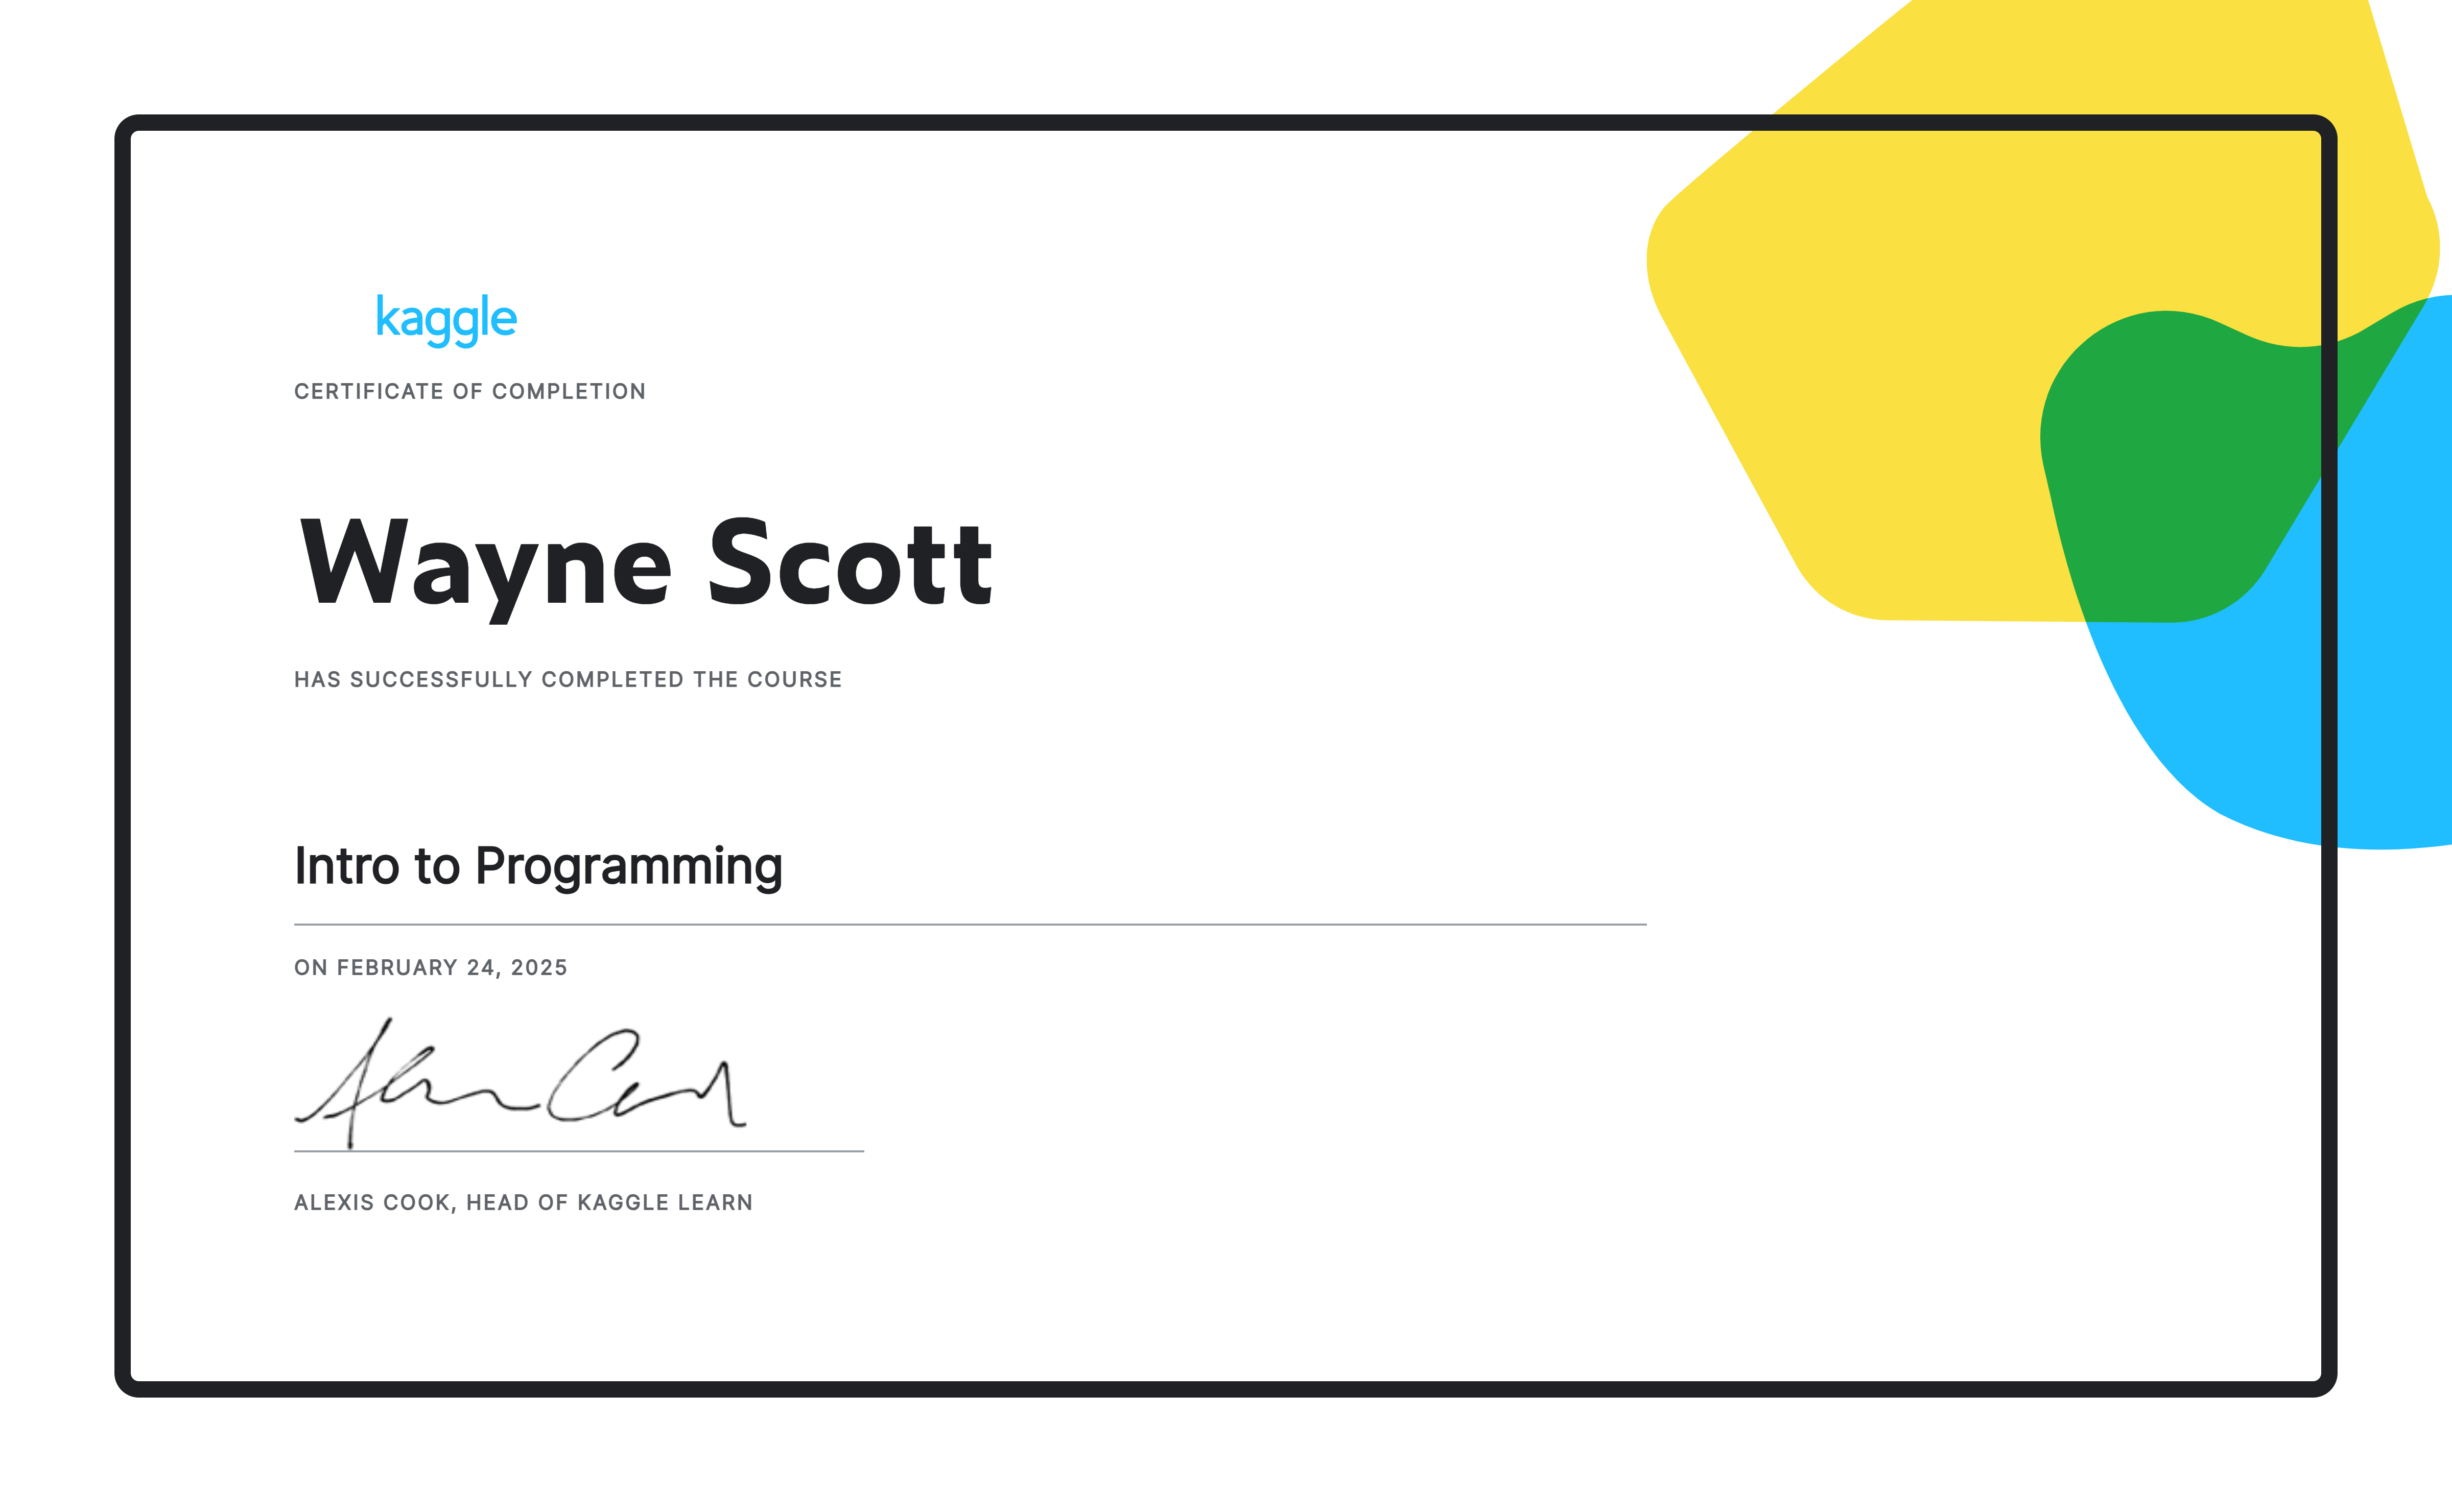 kaggle
CERTIFICATE OF COMPLETION
Wayne Scott
HAS SUCCESSFULLY COMPLETED THE COURSE
Intro to Programming
ON FEBRUARY 24, 2025
ALEXIS COOK, HEAD OF KAGGLE LEARN